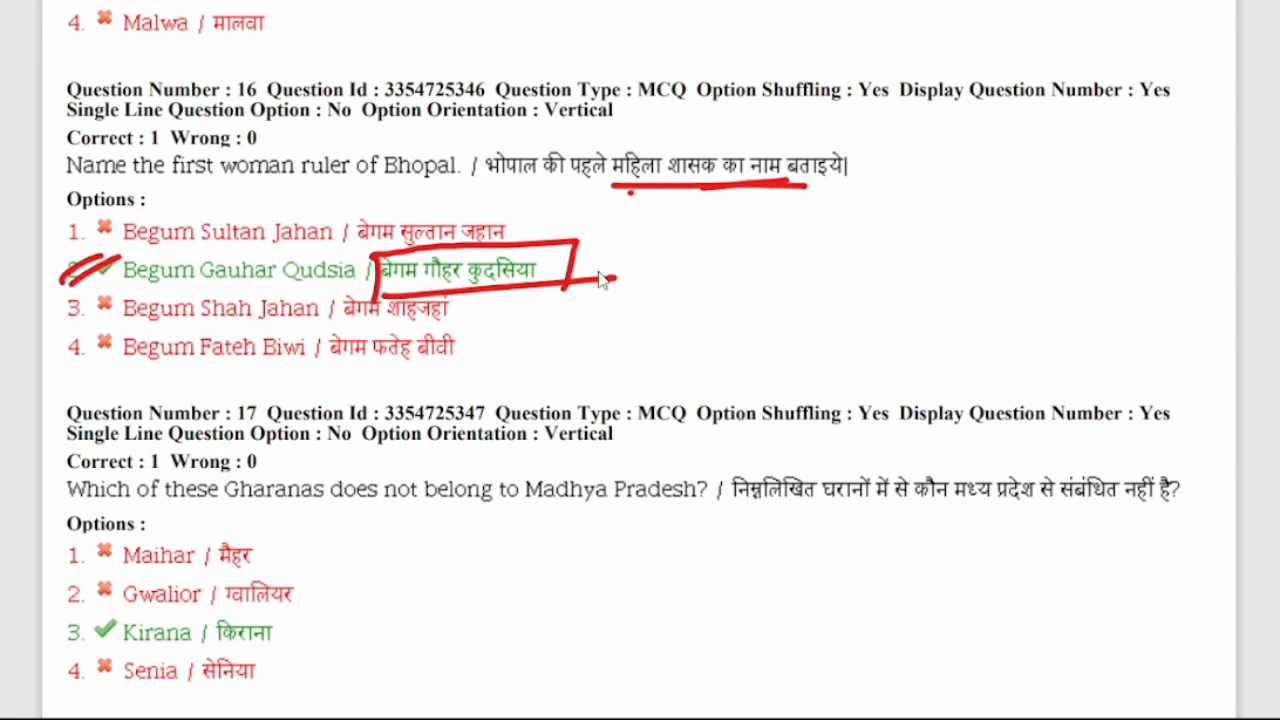 4. Malwa / मालवा
Question Number : 16 Question Id : 3354725346 Question Type : MCQ Option Shuffling : Yes Display Question Number : Yes
Single Line Question Option : No Option Orientation : Vertical
Correct : 1 Wrong : 0
Name the first woman ruler of Bhopal. / भोपाल की पहले महिला शासक का नाम बताइये|
Options :
1. Begum Sultan Jahan / बेगम सुल्तान जहान
2. Begum Gauhar Qudsia / बेगम गौहर कुदसिया
3. Begum Shah Jahan / बेगम शाहजहां
4. Begum Fateh Biwi / बेगम फतेह बीवी
Question Number : 17 Question Id : 3354725347 Question Type : MCQ Option Shuffling : Yes Display Question Number : Yes
Single Line Question Option : No Option Orientation : Vertical
Correct : 1 Wrong : 0
Which of these Gharanas does not belong to Madhya Pradesh? / निम्नलिखित घरानों में से कौन मध्य प्रदेश से संबंधित नहीं है?
Options :
1. Maihar / मैहर
2. Gwalior / ग्वालियर
3. Kirana / किराना
4. Senia / सेनिया